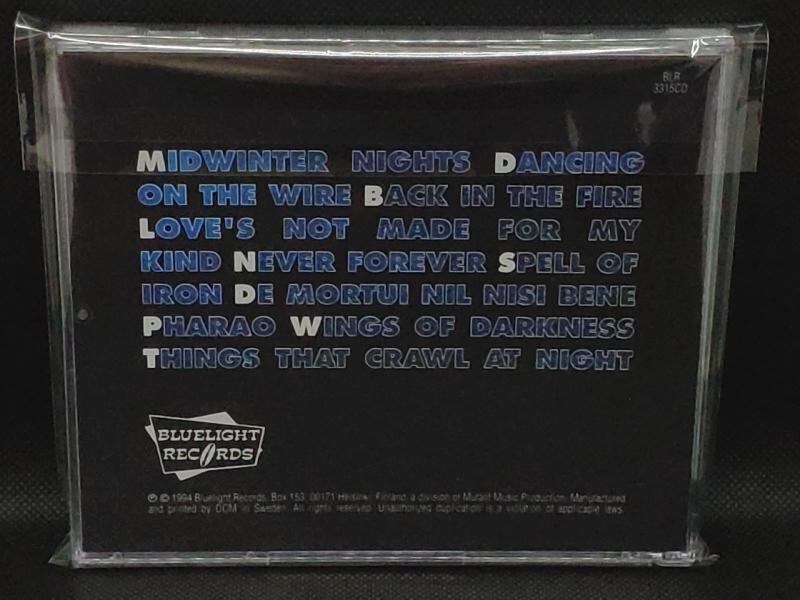 BLR
3315CD
MIDWINTER NIGHTS DANCING
ON THE WIRE BACK IN THE FIRE
LOVE'S NOT MADE FOR MY
KIND NEVER FOREVER SPELL OF
IRON DE MORTUI NIL NISI BENE
PHARAO WINGS OF DARKNESS
THINGS THAT CRAWL AT NIGHT
BLUELIGHT
RECORDS
℗ © 1994 Bluelight Records, Box 153, 00171 Helsinki, Finland, a division of Mutant Music Production. Manufactured
and printed by DCM in Sweden. All rights reserved. Unauthorized duplication is a violation of applicable laws.